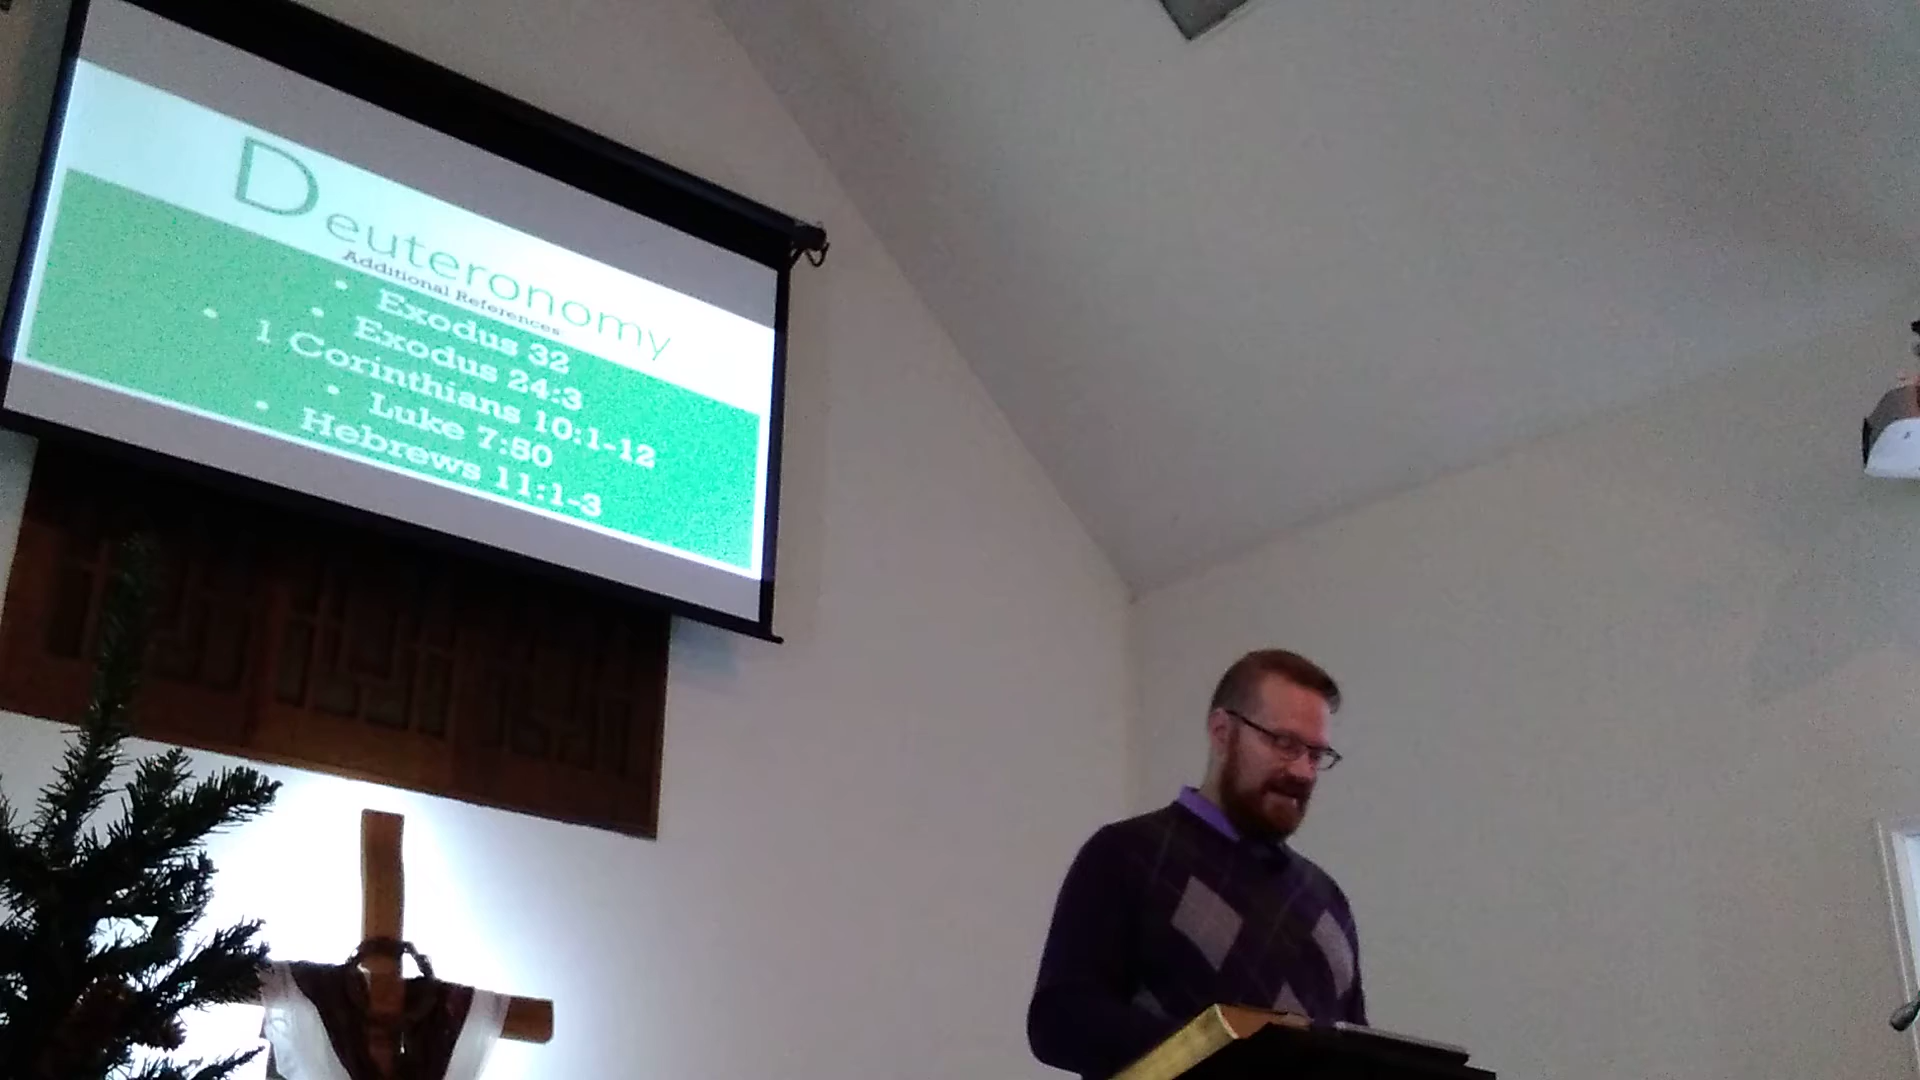 Deuteronomy
Additional References
• Exodus 32
• Exodus 24:3
• 1 Corinthians 10:1-12
• Luke 7:50
• Hebrews 11:1-3